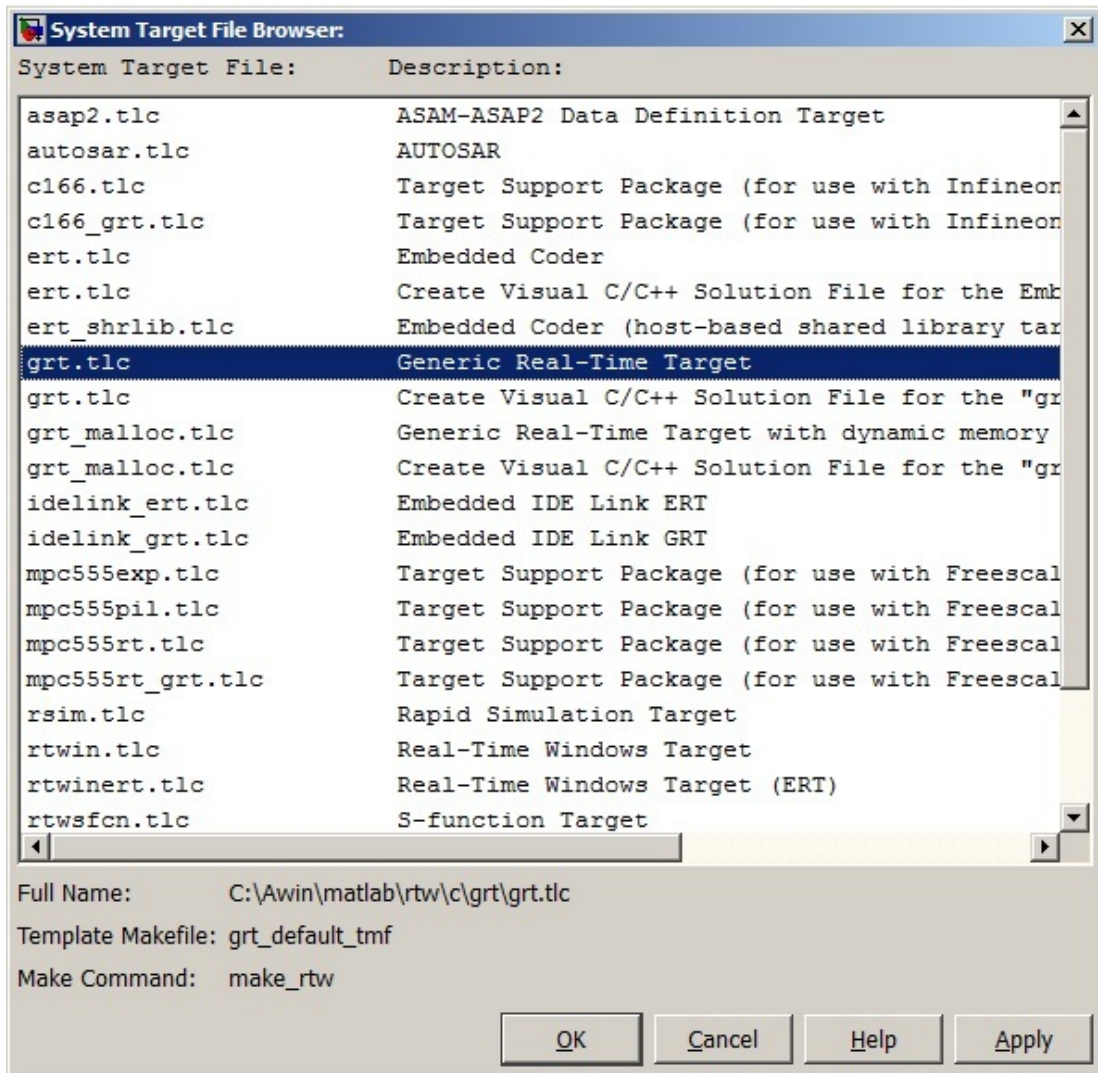 System Target File Browser:
System Target File: Description:
asap2.tlc ASAM-ASAP2 Data Definition Target
autosar.tlc AUTOSAR
c166.tlc Target Support Package (for use with Infineon
c166_grt.tlc Target Support Package (for use with Infineon
ert.tlc Embedded Coder
ert.tlc Create Visual C/C++ Solution File for the Emb
ert_shrlib.tlc Embedded Coder (host-based shared library tar
grt.tlc Generic Real-Time Target
grt.tlc Create Visual C/C++ Solution File for the "gr
grt_malloc.tlc Generic Real-Time Target with dynamic memory
grt_malloc.tlc Create Visual C/C++ Solution File for the "gr
idelink_ert.tlc Embedded IDE Link ERT
idelink_grt.tlc Embedded IDE Link GRT
mpc555exp.tlc Target Support Package (for use with Freescal
mpc555pil.tlc Target Support Package (for use with Freescal
mpc555rt.tlc Target Support Package (for use with Freescal
mpc555rt_grt.tlc Target Support Package (for use with Freescal
rsim.tlc Rapid Simulation Target
rtwin.tlc Real-Time Windows Target
rtwinert.tlc Real-Time Windows Target (ERT)
rtwsfcn.tlc S-function Target
Full Name: C:\Awin\matlab\rtw\c\grt\grt.tlc
Template Makefile: grt_default_tmf
Make Command: make_rtw
OK Cancel Help Apply